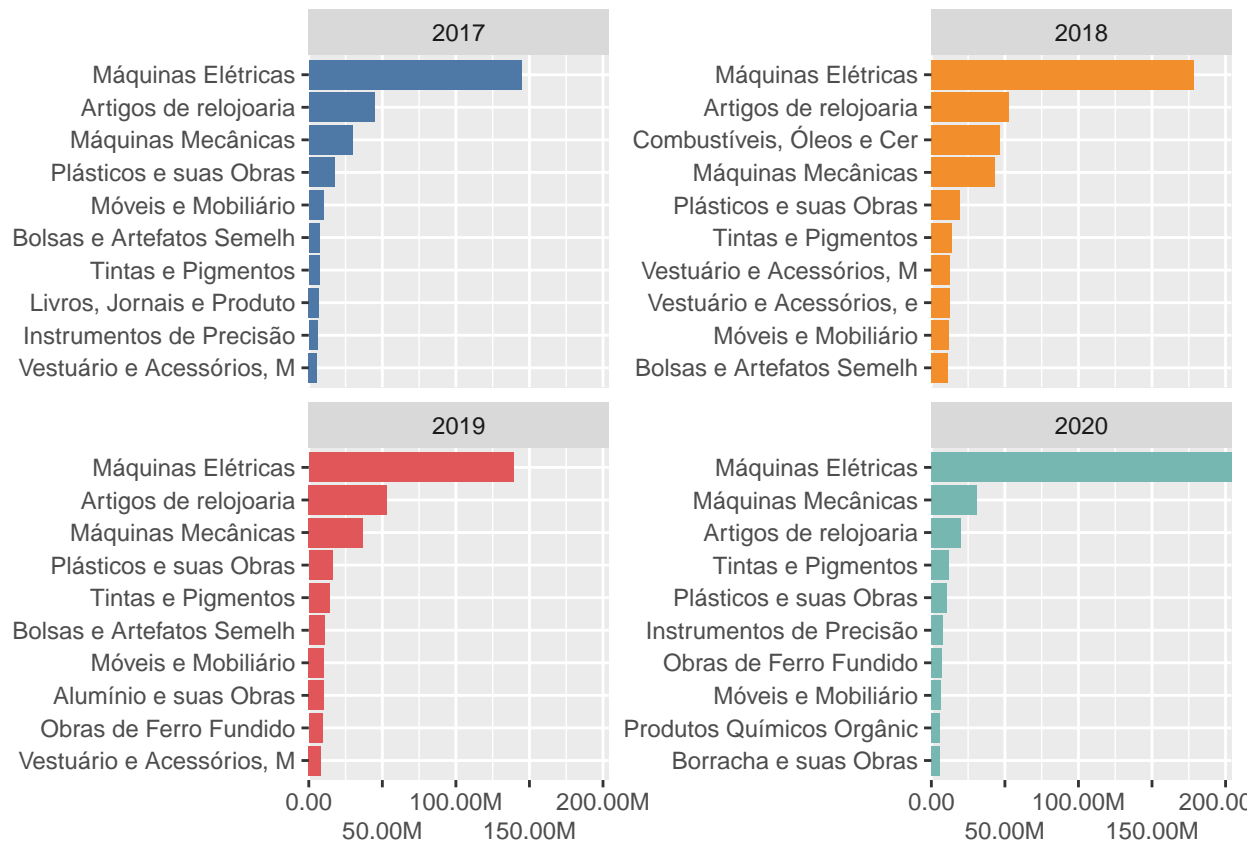 2017
Máquinas Elétricas
Artigos de relojoaria
Máquinas Mecânicas
Plásticos e suas Obras
Móveis e Mobiliário
Bolsas e Artefatos Semelh
Tintas e Pigmentos
Livros, Jornais e Produto
Instrumentos de Precisão
Vestuário e Acessórios, M
2018
Máquinas Elétricas
Artigos de relojoaria
Combustíveis, Óleos e Cer
Máquinas Mecânicas
Plásticos e suas Obras
Tintas e Pigmentos
Vestuário e Acessórios, M
Vestuário e Acessórios, e
Móveis e Mobiliário
Bolsas e Artefatos Semelh
2019
Máquinas Elétricas
Artigos de relojoaria
Máquinas Mecânicas
Plásticos e suas Obras
Tintas e Pigmentos
Bolsas e Artefatos Semelh
Móveis e Mobiliário
Alumínio e suas Obras
Obras de Ferro Fundido
Vestuário e Acessórios, M
0.00 100.00M 200.00M
50.00M 150.00M
2020
Máquinas Elétricas
Máquinas Mecânicas
Artigos de relojoaria
Tintas e Pigmentos
Plásticos e suas Obras
Instrumentos de Precisão
Obras de Ferro Fundido
Móveis e Mobiliário
Produtos Químicos Orgânic
Borracha e suas Obras
0.00 100.00M 200.0
50.00M 150.00M